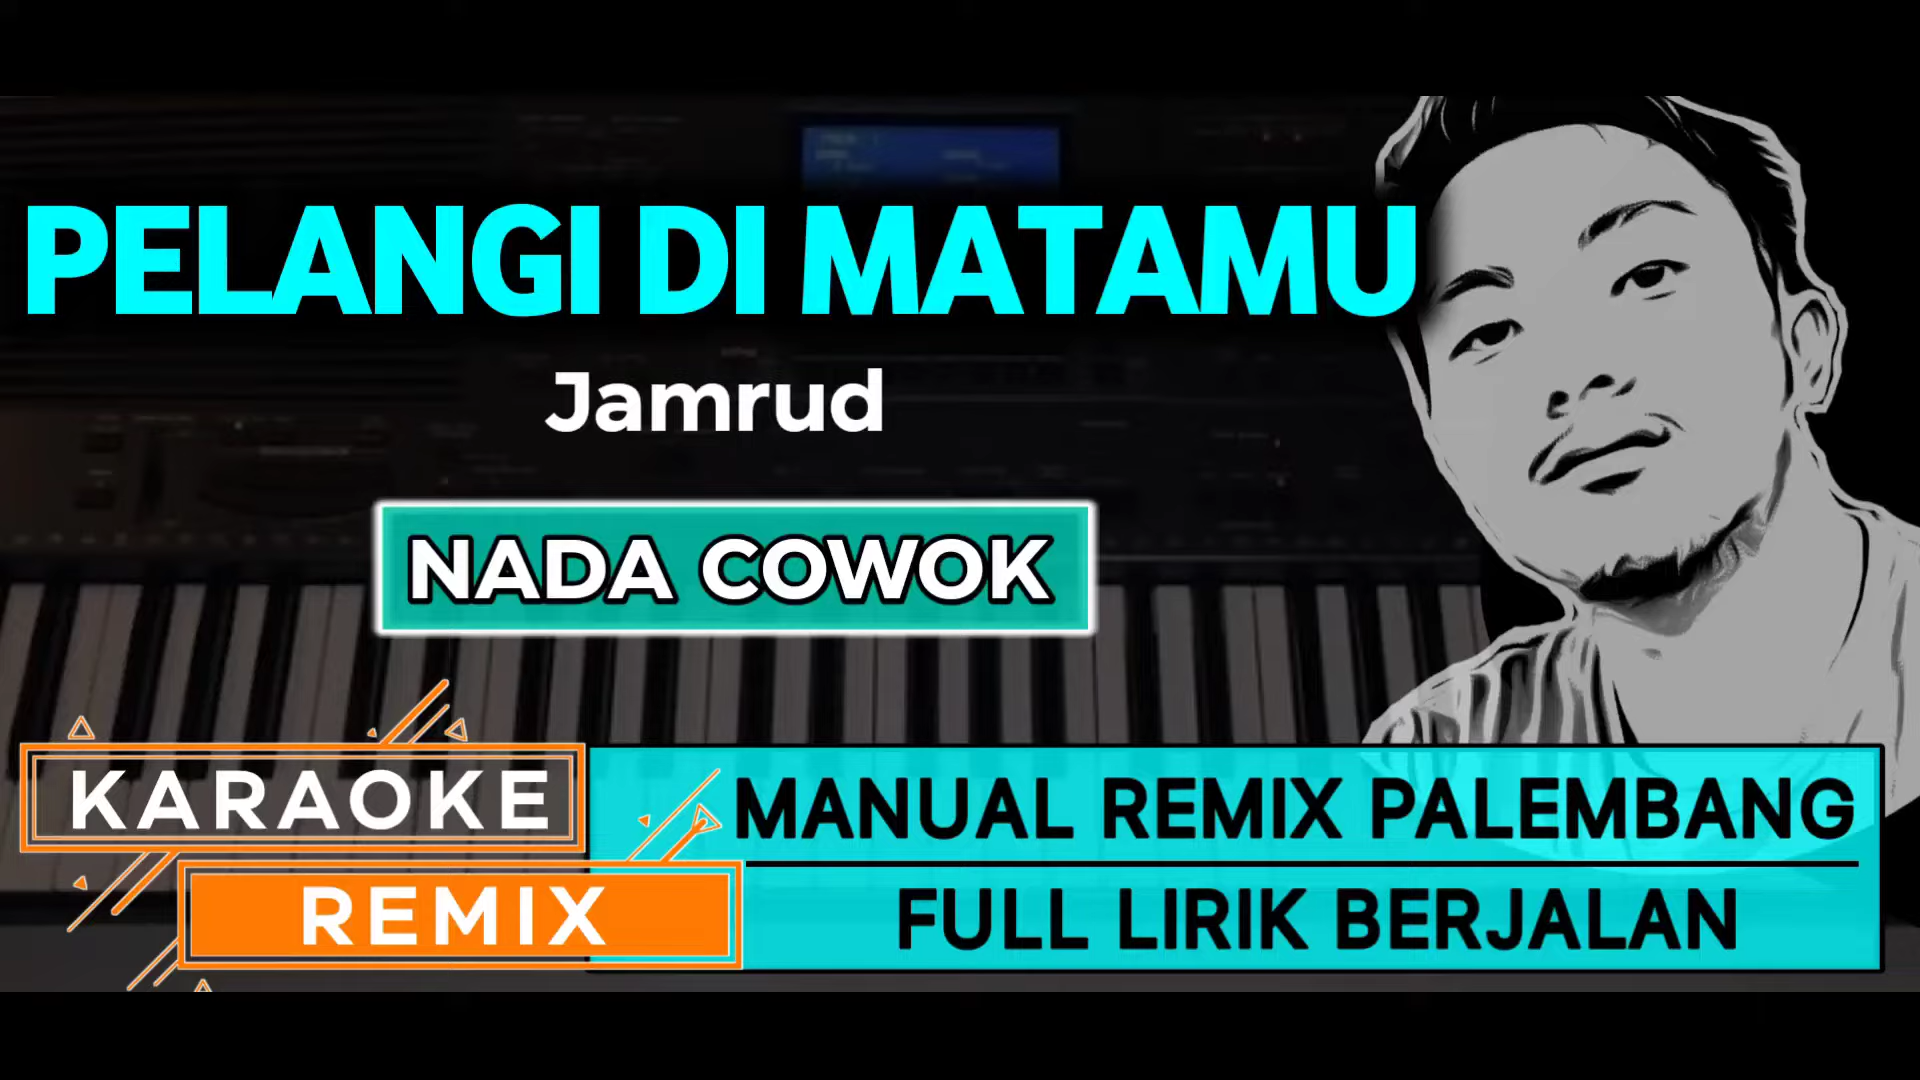 PELANGI DI MATAMU
Jamrud
NADA COWOK
KARAOKE
REMIX
MANUAL REMIX PALEMBANG
FULL LIRIK BERJALAN